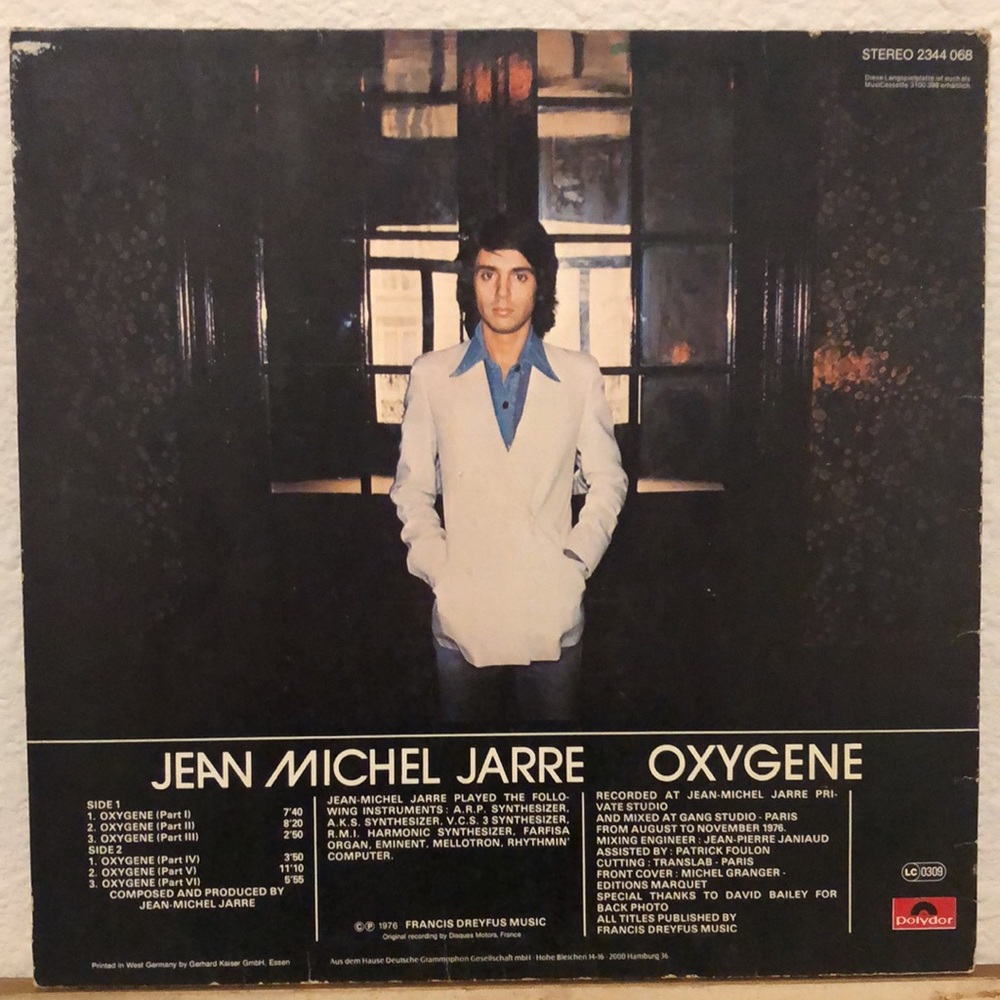 STEREO 2344 068
Diese Langspielplatte ist auch als
MusiCassette 3100 398 erhältlich.
JEAN MICHEL JARRE OXYGENE
SIDE 1
1. OXYGENE (Part I) 7'40
2. OXYGENE (Part II) 8'20
3. OXYGENE (Part III) 2'50
SIDE 2
1. OXYGENE (Part IV) 3'50
2. OXYGENE (Part V) 11'10
3. OXYGENE (Part VI) 5'55
COMPOSED AND PRODUCED BY
JEAN-MICHEL JARRE
JEAN-MICHEL JARRE PLAYED THE FOLLO-
WING INSTRUMENTS : A.R.P. SYNTHESIZER,
A.K.S. SYNTHESIZER, V.C.S. 3 SYNTHESIZER,
R.M.I. HARMONIC SYNTHESIZER, FARFISA
ORGAN, EMINENT, MELLOTRON, RHYTHMIN'
COMPUTER.
©℗ 1976 FRANCIS DREYFUS MUSIC
Original recording by Disques Motors, France
RECORDED AT JEAN-MICHEL JARRE PRI-
VATE STUDIO
AND MIXED AT GANG STUDIO - PARIS
FROM AUGUST TO NOVEMBER 1976.
MIXING ENGINEER : JEAN-PIERRE JANIAUD
ASSISTED BY : PATRICK FOULON
CUTTING : TRANSLAB - PARIS
FRONT COVER : MICHEL GRANGER -
EDITIONS MARQUET
SPECIAL THANKS TO DAVID BAILEY FOR
BACK PHOTO
ALL TITLES PUBLISHED BY
FRANCIS DREYFUS MUSIC
LC 0309
polydor
Printed in West Germany by Gerhard Kaiser GmbH, Essen
Aus dem Hause Deutsche Grammophon Gesellschaft mbH · Hohe Bleichen 14-16 · 2000 Hamburg 36